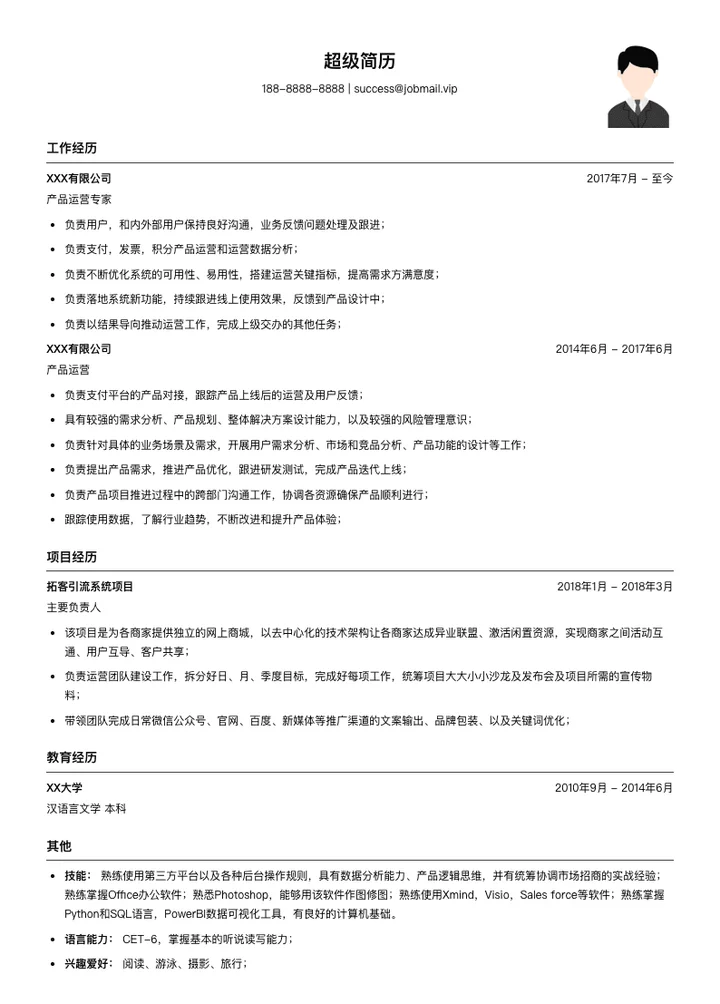 超级简历
188-8888-8888 | success@jobmail.vip
工作经历
XXX有限公司 2017年7月 – 至今
产品运营专家
• 负责用户，和内外部用户保持良好沟通，业务反馈问题处理及跟进；
• 负责支付，发票，积分产品运营和运营数据分析；
• 负责不断优化系统的可用性、易用性，搭建运营关键指标，提高需求方满意度；
• 负责落地系统新功能，持续跟进线上使用效果，反馈到产品设计中；
• 负责以结果导向推动运营工作，完成上级交办的其他任务；
XXX有限公司 2014年6月 – 2017年6月
产品运营
• 负责支付平台的产品对接，跟踪产品上线后的运营及用户反馈；
• 具有较强的需求分析、产品规划、整体解决方案设计能力，以及较强的风险管理意识；
• 负责针对具体的业务场景及需求，开展用户需求分析、市场和竞品分析、产品功能的设计等工作；
• 负责提出产品需求，推进产品优化，跟进研发测试，完成产品迭代上线；
• 负责产品项目推进过程中的跨部门沟通工作，协调各资源确保产品顺利进行；
• 跟踪使用数据，了解行业趋势，不断改进和提升产品体验；
项目经历
拓客引流系统项目 2018年1月 – 2018年3月
主要负责人
• 该项目是为各商家提供独立的网上商城，以去中心化的技术架构让各商家达成异业联盟、激活闲置资源，实现商家之间活动互
通、用户互导、客户共享；
• 负责运营团队建设工作，拆分好日、月、季度目标，完成好每项工作，统筹项目大大小小沙龙及发布会及项目所需的宣传物
料；
• 带领团队完成日常微信公众号、官网、百度、新媒体等推广渠道的文案输出、品牌包装、以及关键词优化；
教育经历
XX大学 2010年9月 – 2014年6月
汉语言文学 本科
其他
• 技能： 熟练使用第三方平台以及各种后台操作规则，具有数据分析能力、产品逻辑思维，并有统筹协调市场招商的实战经验；
熟练掌握Office办公软件；熟悉Photoshop，能够用该软件作图修图；熟练使用Xmind，Visio，Sales force等软件；熟练掌握
Python和SQL语言，PowerBI数据可视化工具，有良好的计算机基础。
• 语言能力： CET-6，掌握基本的听说读写能力；
• 兴趣爱好： 阅读、游泳、摄影、旅行；